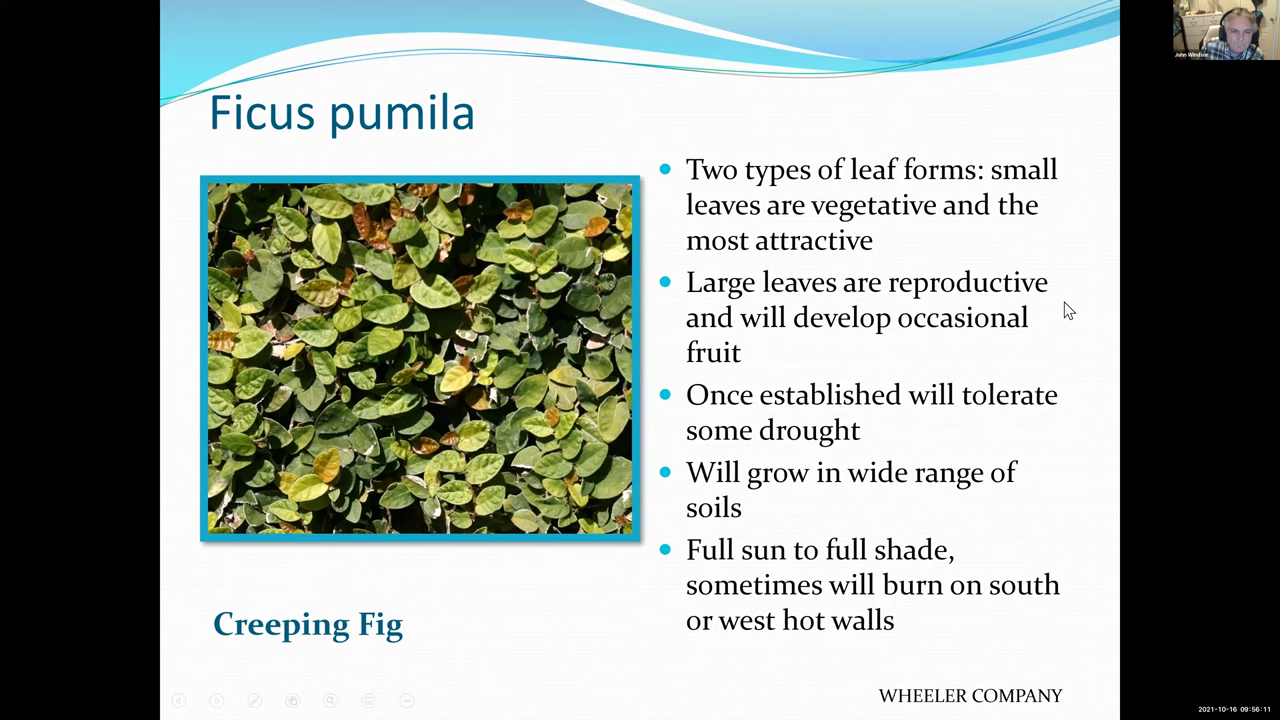 John Windsor
Ficus pumila
Two types of leaf forms: small
leaves are vegetative and the
most attractive
Large leaves are reproductive
and will develop occasional
fruit
Once established will tolerate
some drought
Will grow in wide range of
soils
Full sun to full shade,
sometimes will burn on south
or west hot walls
Creeping Fig
WHEELER COMPANY
2021-10-16 09:56:11